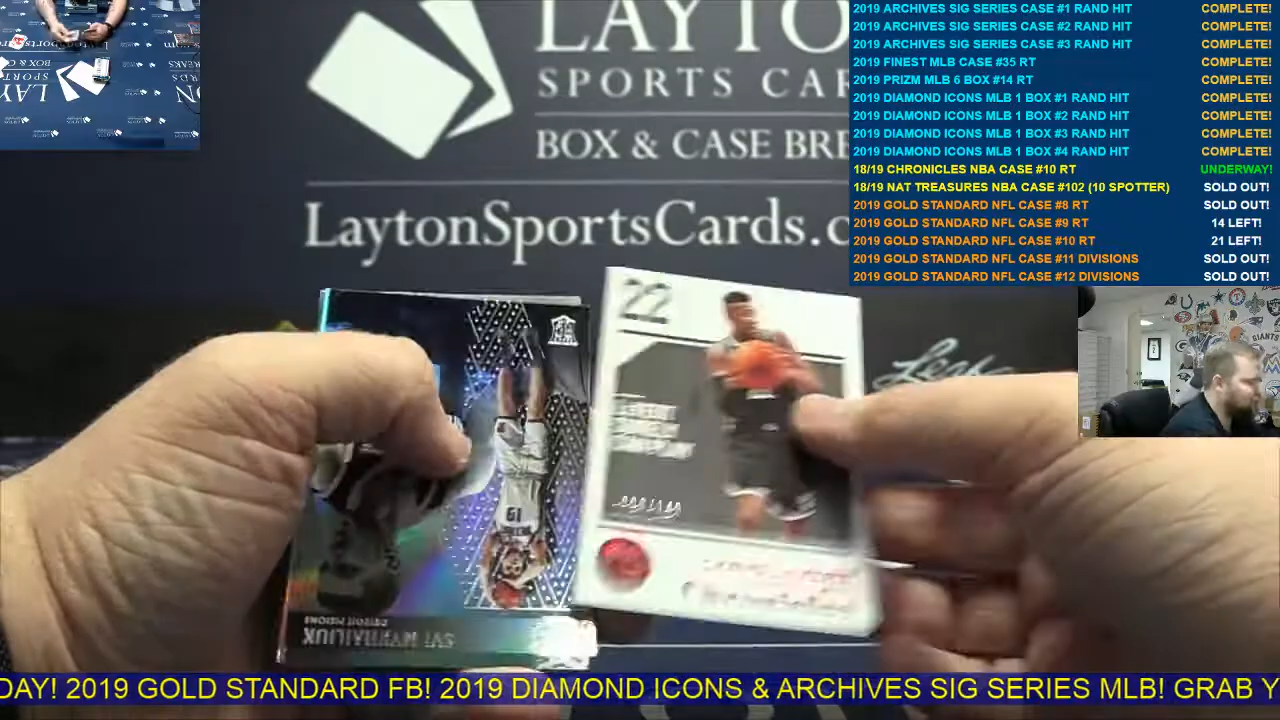 LAYTO
SPORTS CAR
BOX & CASE BRE
LaytonSportsCards.c
2019 ARCHIVES SIG SERIES CASE #1 RAND HIT COMPLETE!
2019 ARCHIVES SIG SERIES CASE #2 RAND HIT COMPLETE!
2019 ARCHIVES SIG SERIES CASE #3 RAND HIT COMPLETE!
2019 FINEST MLB CASE #35 RT COMPLETE!
2019 PRIZM MLB 6 BOX #14 RT COMPLETE!
2019 DIAMOND ICONS MLB 1 BOX #1 RAND HIT COMPLETE!
2019 DIAMOND ICONS MLB 1 BOX #2 RAND HIT COMPLETE!
2019 DIAMOND ICONS MLB 1 BOX #3 RAND HIT COMPLETE!
2019 DIAMOND ICONS MLB 1 BOX #4 RAND HIT COMPLETE!
18/19 CHRONICLES NBA CASE #10 RT UNDERWAY!
18/19 NAT TREASURES NBA CASE #102 (10 SPOTTER) SOLD OUT!
2019 GOLD STANDARD NFL CASE #8 RT SOLD OUT!
2019 GOLD STANDARD NFL CASE #9 RT 14 LEFT!
2019 GOLD STANDARD NFL CASE #10 RT 21 LEFT!
2019 GOLD STANDARD NFL CASE #11 DIVISIONS SOLD OUT!
2019 GOLD STANDARD NFL CASE #12 DIVISIONS SOLD OUT!
22
Leaf
GIANTS
19
DETROIT PISTONS
SVI MYKHAILIUK
DAY! 2019 GOLD STANDARD FB! 2019 DIAMOND ICONS & ARCHIVES SIG SERIES MLB! GRAB Y